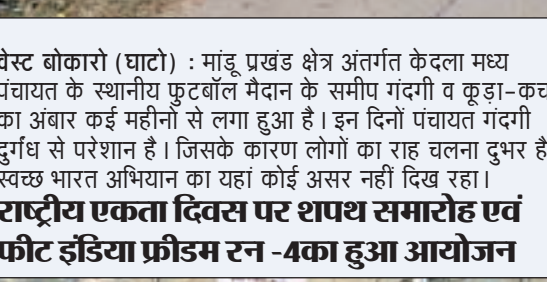 वेस्ट बोकारो (घाटो) : मांडू प्रखंड क्षेत्र अंतर्गत केदला मध्य
पंचायत के स्थानीय फुटबॉल मैदान के समीप गंदगी व कूड़ा-कच
का अंबार कई महीनों से लगा हुआ है। इन दिनों पंचायत गंदगी
दुर्गंध से परेशान है। जिसके कारण लोगों का राह चलना दुभर है
स्वच्छ भारत अभियान का यहां कोई असर नहीं दिख रहा।
राष्ट्रीय एकता दिवस पर शपथ समारोह एवं
फीट इंडिया फ्रीडम रन -4का हुआ आयोजन